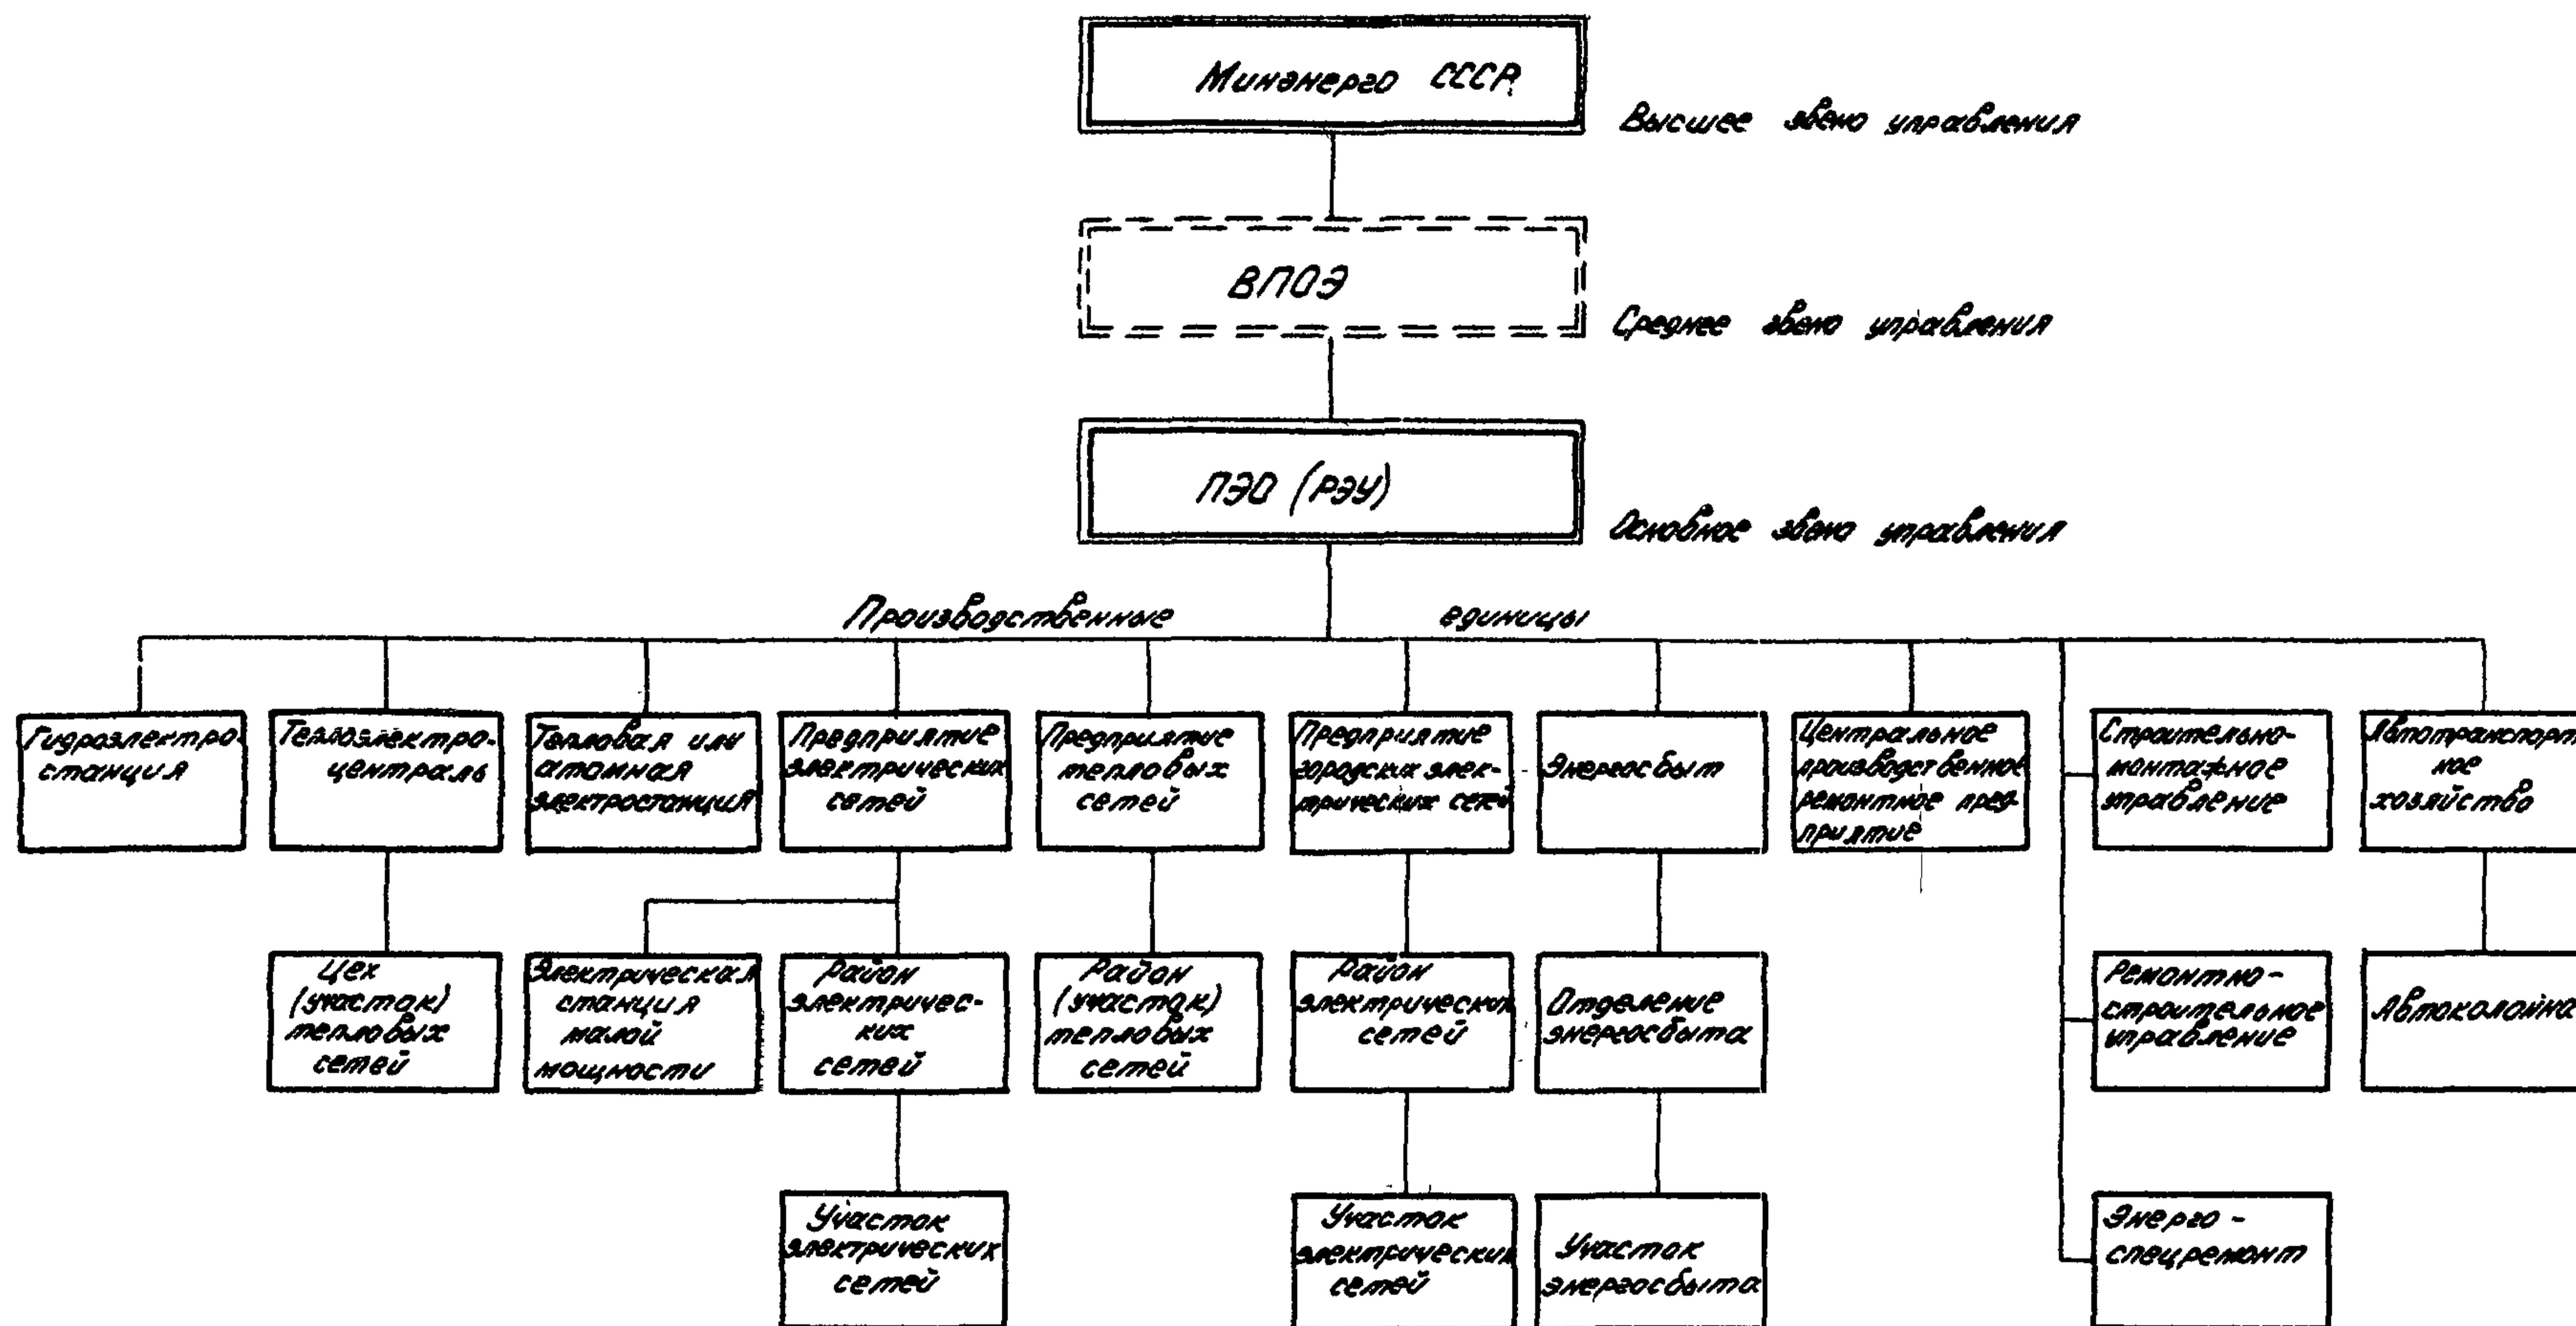 Минэнерго СССР
Высшее звено управления
ВПОЭ
Среднее звено управления
ПЭО (РЭУ)
Основное звено управления
Производственные единицы
Гидроэлектро-
станция
Теплоэлектро-
централь
Тепловая или
атомная
электростанция
Предприятие
электрических
сетей
Предприятие
тепловых
сетей
Предприятие
городских элек-
трических сетей
Энергосбыт
Центральное
производственное
ремонтное пред-
приятие
Строительно-
монтажное
управление
Автотранспорт
ное
хозяйство
Цех
(участок)
тепловых
сетей
Электрическая
станция
малой
мощности
Район
электричес-
ких
сетей
Район
(участок)
тепловых
сетей
Район
электрических
сетей
Отделение
энергосбыта
Ремонтно-
строительное
управление
Автоколонна
Участок
электрических
сетей
Участок
электрических
сетей
Участок
энергосбыта
Энерго-
спецремонт